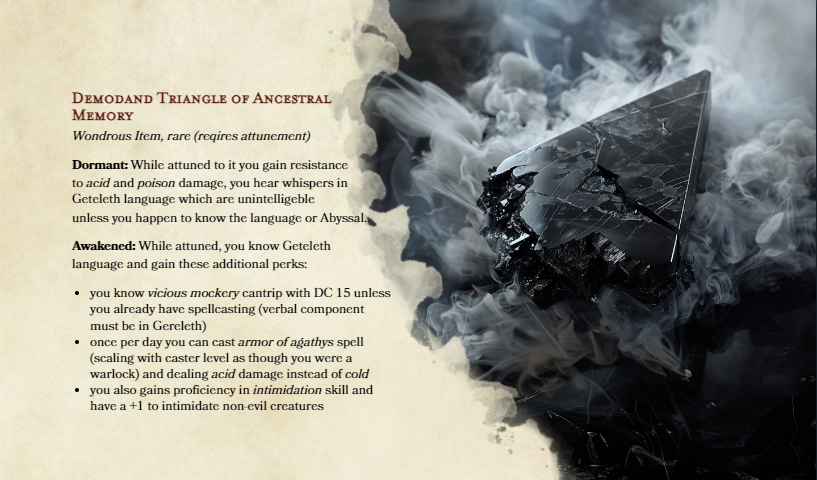 Demodand Triangle of Ancestral
Memory
Wondrous Item, rare (reqires attunement)
Dormant: While attuned to it you gain resistance
to acid and poison damage, you hear whispers in
Geteleth language which are unintelligeble
unless you happen to know the language or Abyssal.
Awakened: While attuned, you know Geteleth
language and gain these additional perks:
• you know vicious mockery cantrip with DC 15 unless
you already have spellcasting (verbal component
must be in Gereleth)
• once per day you can cast armor of agathys spell
(scaling with caster level as though you were a
warlock) and dealing acid damage instead of cold
• you also gains proficiency in intimidation skill and
have a +1 to intimidate non-evil creatures